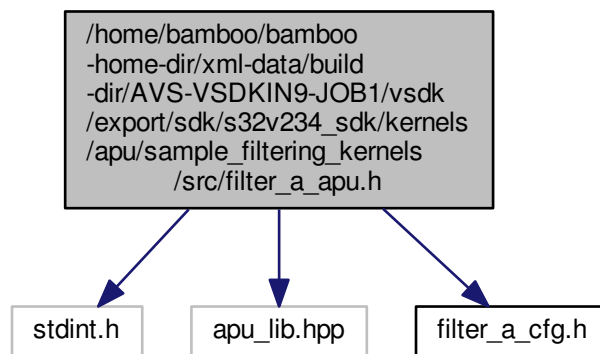 /home/bamboo/bamboo
-home-dir/xml-data/build
-dir/AVS-VSDKIN9-JOB1/vsdk
/export/sdk/s32v234_sdk/kernels
/apu/sample_filtering_kernels
/src/filter_a_apu.h
stdint.h
apu_lib.hpp
filter_a_cfg.h